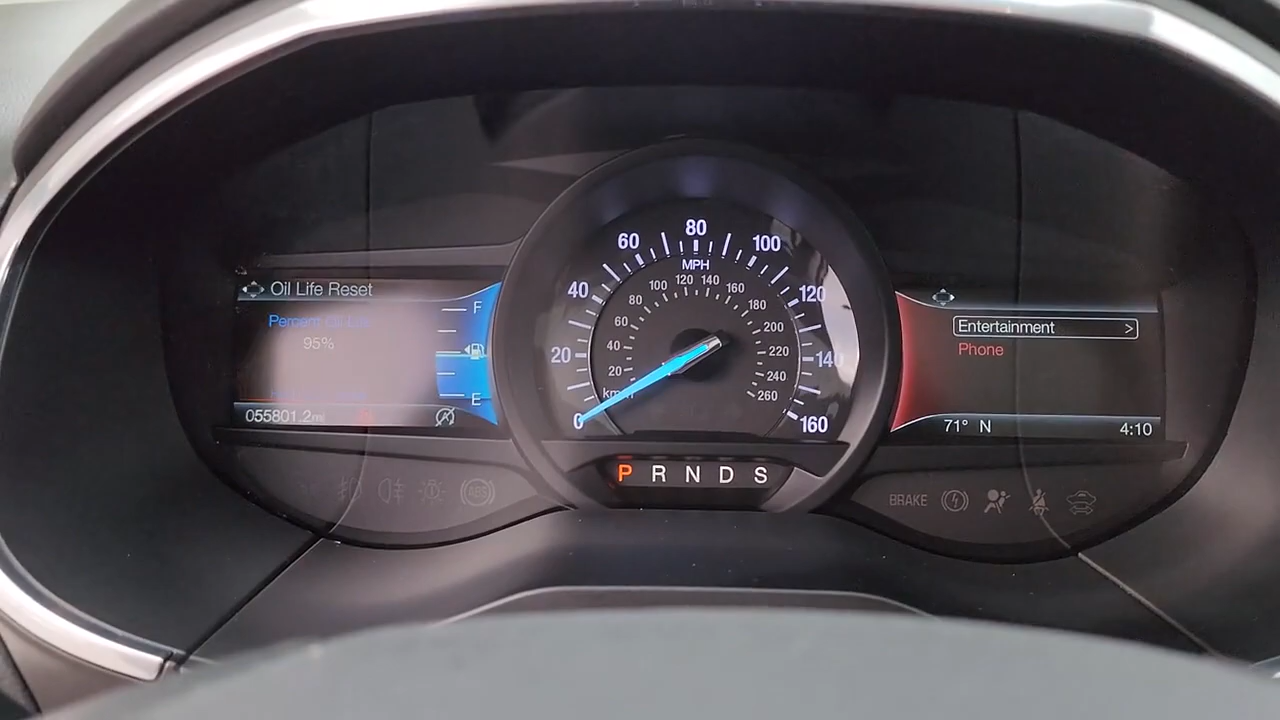 Oil Life Reset
Percent Oil Life
95%
055801.2mi
F
E
0
20
40
60
80
100
120
140
160
MPH
20
40
60
80
100
120
140
160
180
200
220
240
260
km/h
P R N D S
Entertainment >
Phone
71° N
4:10
ABS
BRAKE